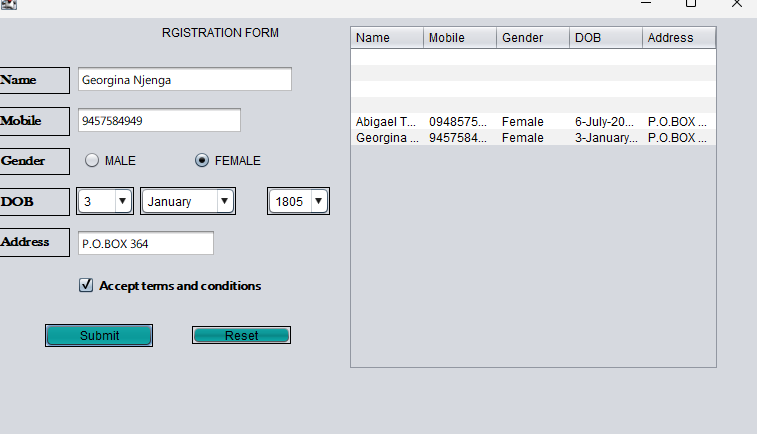 RGISTRATION FORM
Name Georgina Njenga
Mobile 9457584949
Gender MALE FEMALE
DOB 3 January 1805
Address P.O.BOX 364
Accept terms and conditions
Submit Reset
Name Mobile Gender DOB Address
Abigael T... 0948575... Female 6-July-20... P.O.BOX ...
Georgina ... 9457584... Female 3-January... P.O.BOX ...